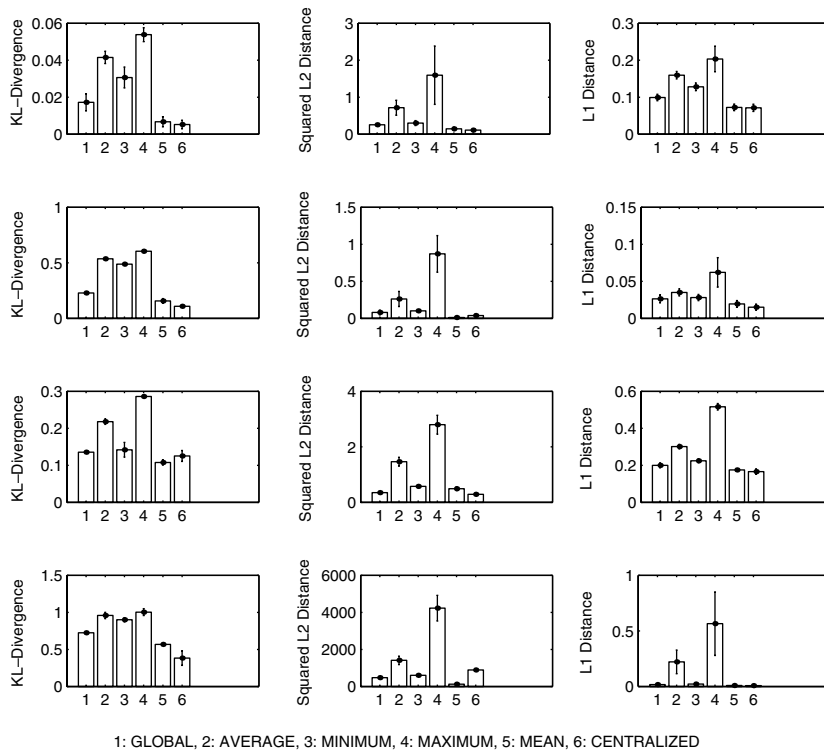 KL-Divergence
0.06
0.04
0.02
0
1 2 3 4 5 6
Squared L2 Distance
3
2
1
0
1 2 3 4 5 6
L1 Distance
0.3
0.2
0.1
0
1 2 3 4 5 6
KL-Divergence
1
0.5
0
1 2 3 4 5 6
Squared L2 Distance
1.5
1
0.5
0
1 2 3 4 5 6
L1 Distance
0.15
0.1
0.05
0
1 2 3 4 5 6
KL-Divergence
0.3
0.2
0.1
0
1 2 3 4 5 6
Squared L2 Distance
4
2
0
1 2 3 4 5 6
L1 Distance
0.6
0.4
0.2
0
1 2 3 4 5 6
KL-Divergence
1.5
1
0.5
0
1 2 3 4 5 6
Squared L2 Distance
6000
4000
2000
0
1 2 3 4 5 6
L1 Distance
1
0.5
0
1 2 3 4 5 6
1: GLOBAL, 2: AVERAGE, 3: MINIMUM, 4: MAXIMUM, 5: MEAN, 6: CENTRALIZED